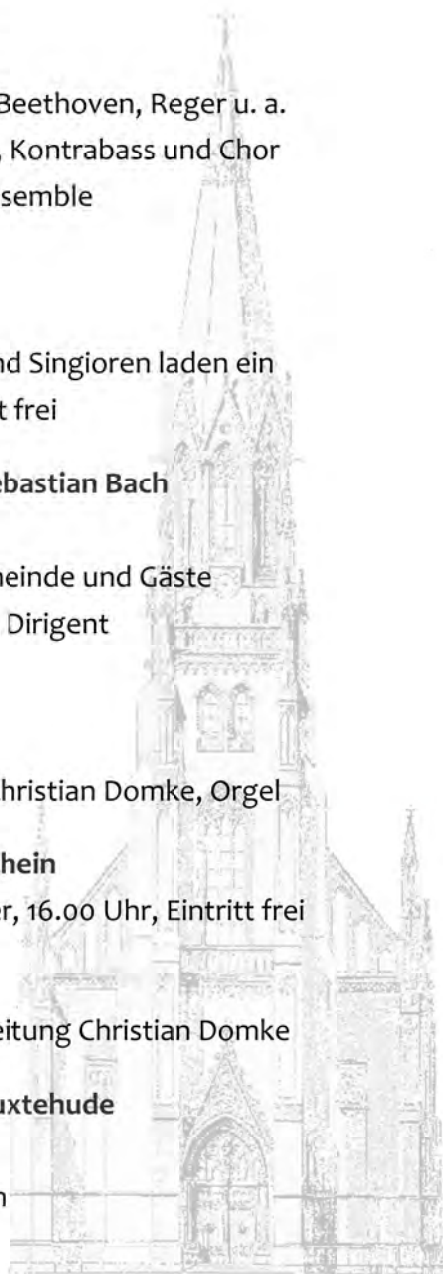 Beethoven, Reger u. a.
, Kontrabass und Chor
semble
nd Singioren laden ein
t frei
ebastian Bach
neinde und Gäste
Dirigent
hristian Domke, Orgel
hein
er, 16.00 Uhr, Eintritt frei
eitung Christian Domke
uxtehude
n